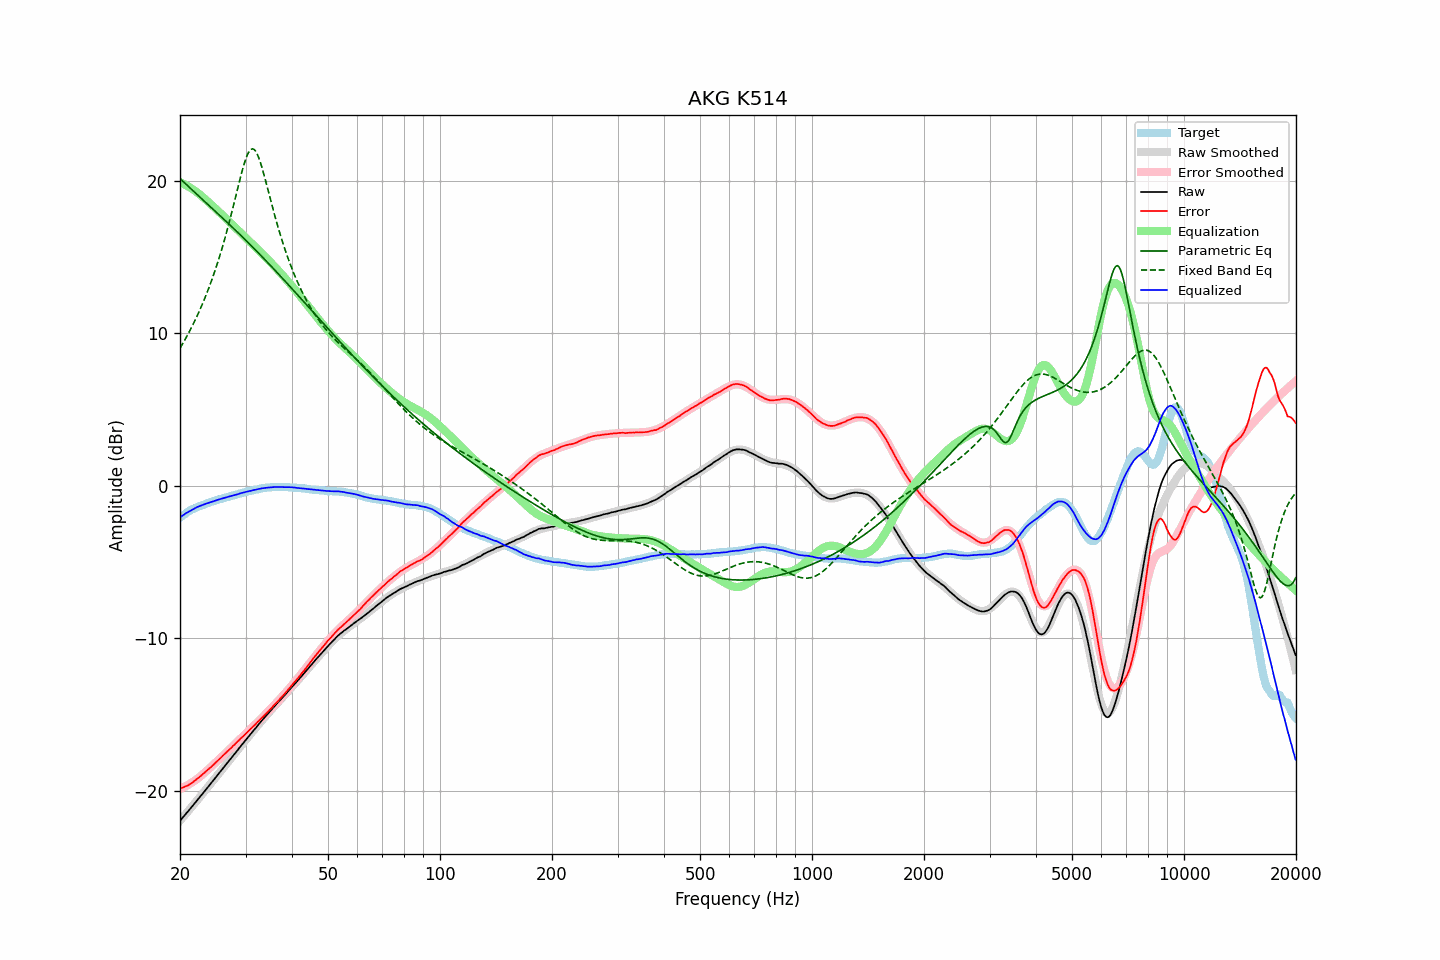 AKG K514
Target
Raw Smoothed
Error Smoothed
Raw
Error
Equalization
Parametric Eq
Fixed Band Eq
Equalized
20
10
0
−10
−20
Amplitude (dBr)
20 50 100 200 500 1000 2000 5000 10000 20000
Frequency (Hz)